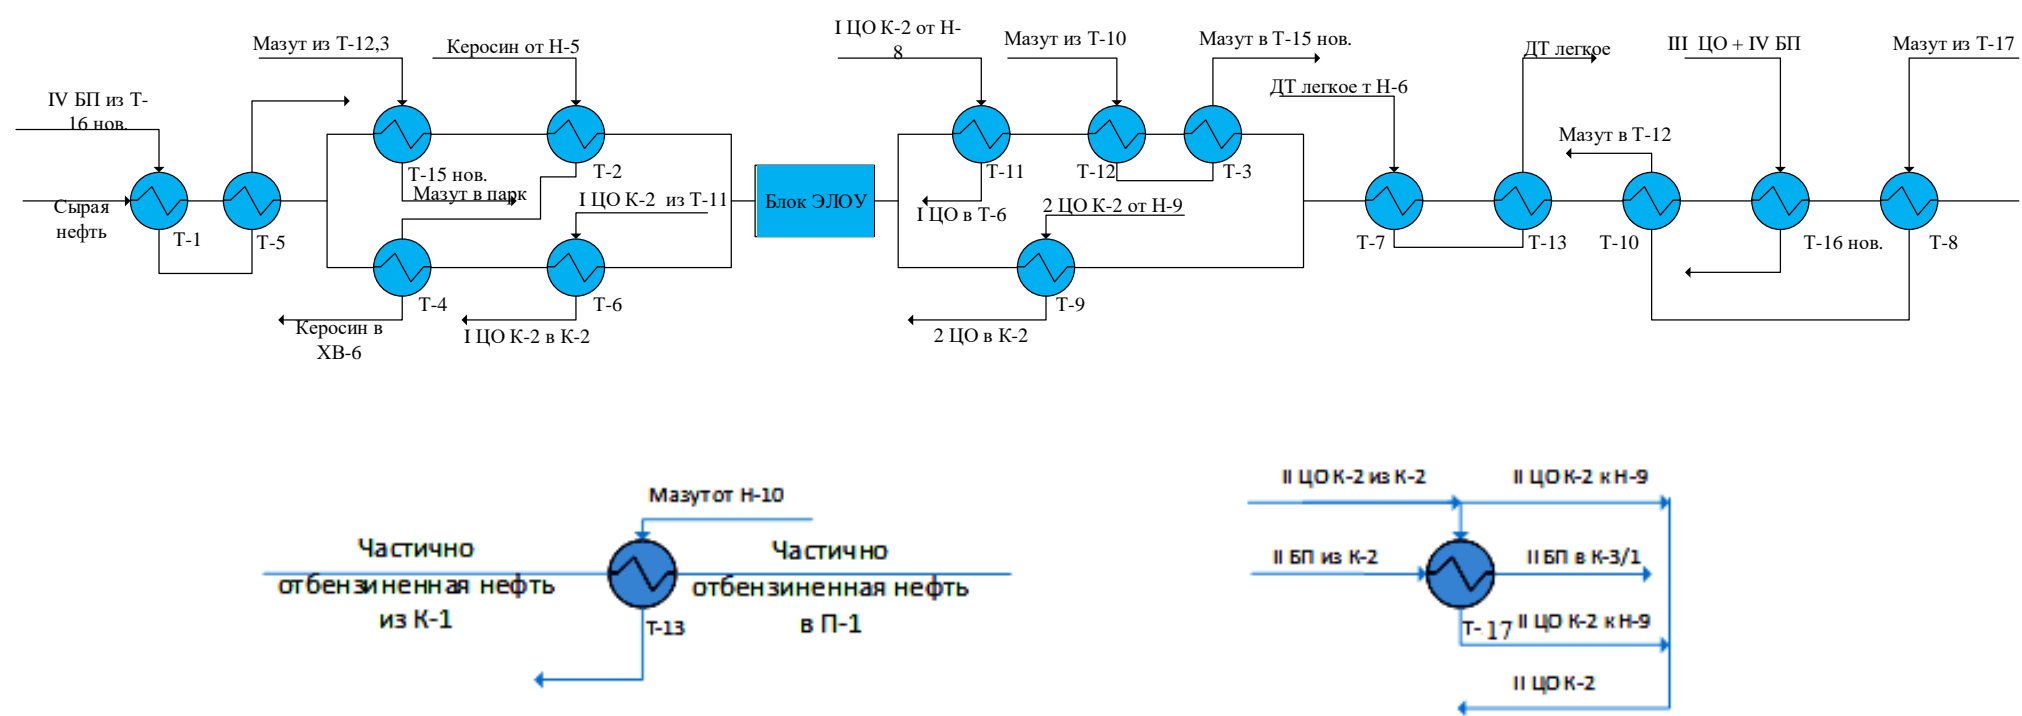 IV БП из Т-
16 нов.
Сырая
нефть
Т-1
Т-5
Мазут из Т-12,3
Керосин от Н-5
Т-15 нов.
Мазут в парк
Т-2
I ЦО К-2  из Т-11
Т-4
Керосин в
ХВ-6
Т-6
I ЦО К-2 в К-2
Блок ЭЛОУ
I ЦО К-2 от Н-
8
Мазут из Т-10
Мазут в Т-15 нов.
Т-11
I ЦО в Т-6
Т-12
Т-3
2 ЦО К-2 от Н-9
Т-9
2 ЦО в К-2
ДТ легкое т Н-6
ДТ легкое
Т-7
Т-13
Мазут в Т-12
Т-10
III  ЦО + IV БП
Т-16 нов.
Мазут из Т-17
Т-8
Мазут от Н-10
Частично
отбензиненная нефть
из К-1
Частично
отбензиненная нефть
в П-1
Т-13
II ЦО К-2 из К-2
II ЦО К-2 к Н-9
II БП из К-2
II БП в К-3/1
Т-17
II ЦО К-2 к Н-9
II ЦО К-2